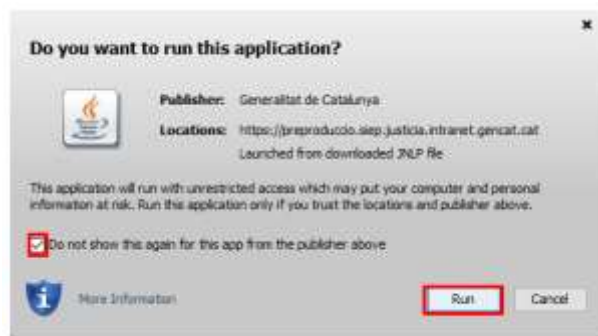 Do you want to run this application?
Publisher: Generalitat de Catalunya
Locations: https://preproduccio.siep.justicia.intranet.gencat.cat
Launched from downloaded JNLP file
This application will run with unrestricted access which may put your computer and personal
information at risk. Run this application only if you trust the locations and publisher above.
Do not show this again for this app from the publisher above
More Information
Run
Cancel